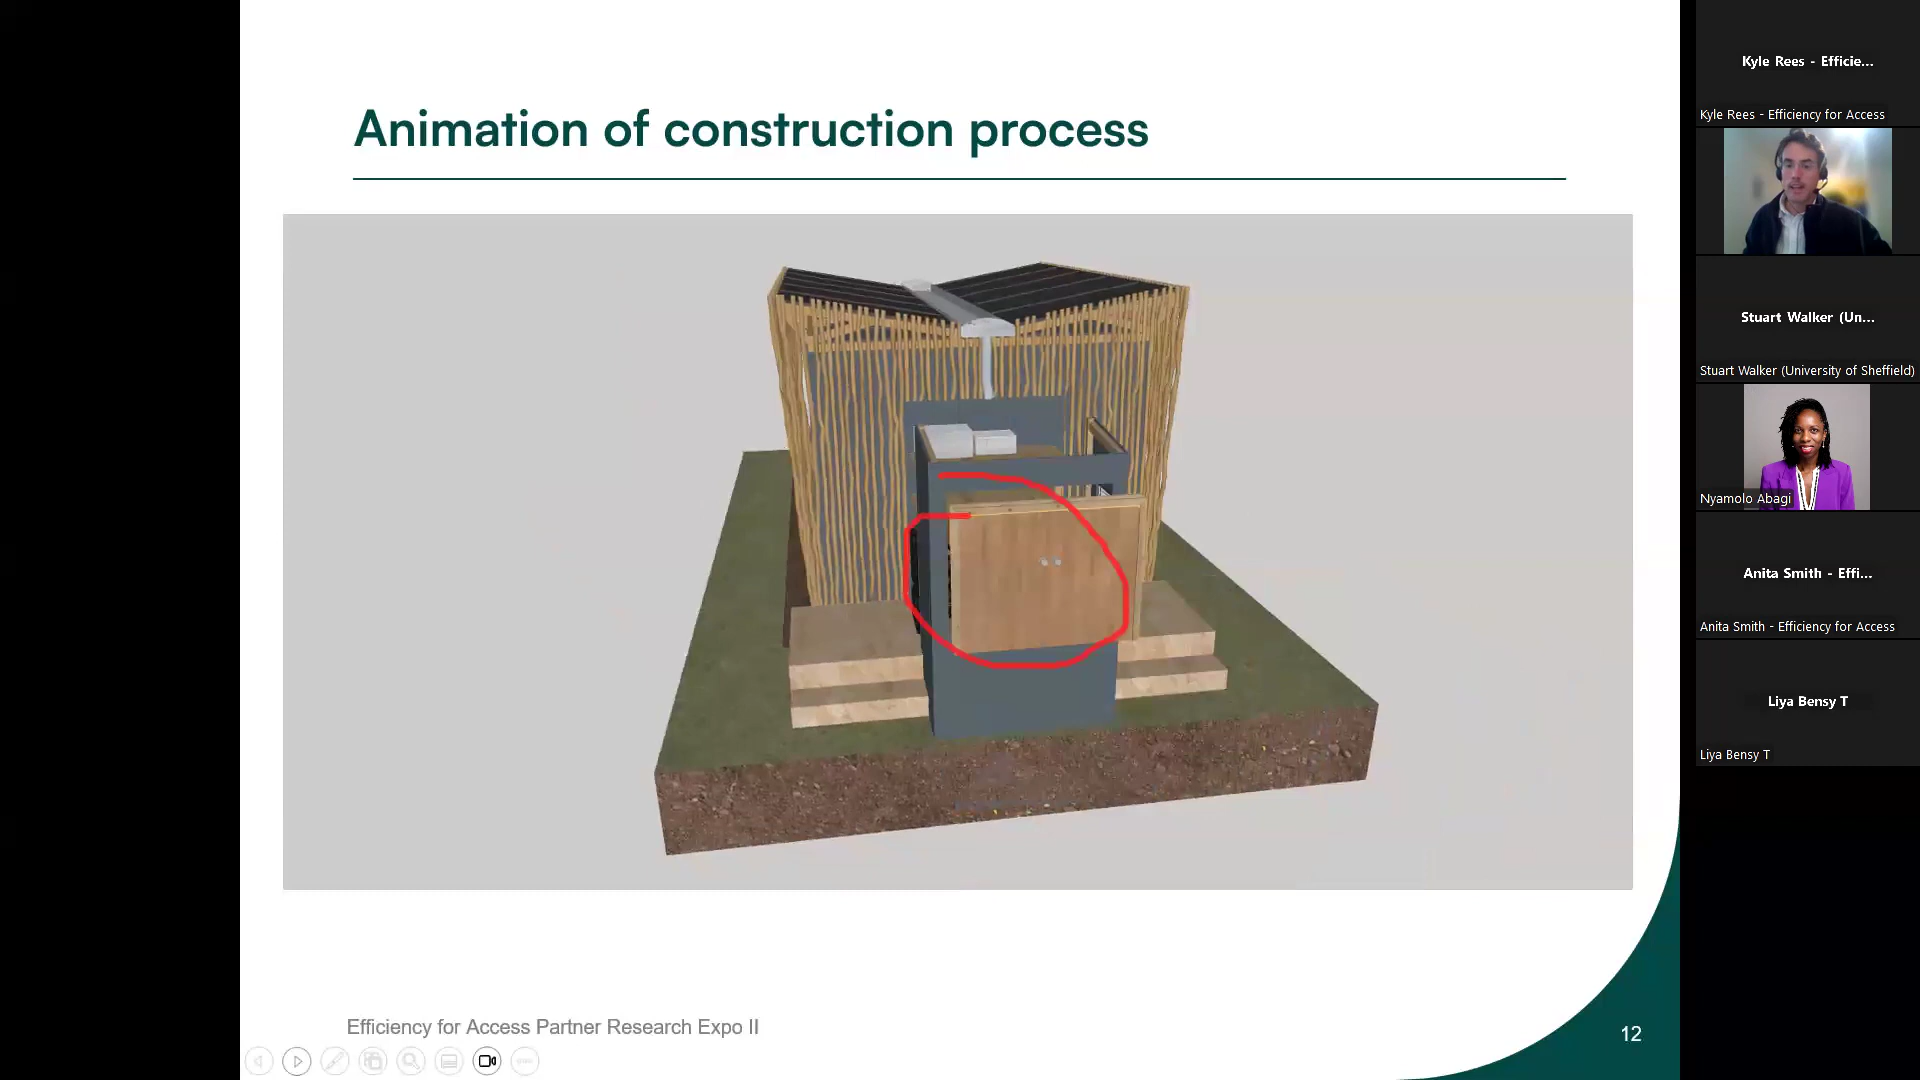 Animation of construction process
Efficiency for Access Partner Research Expo II
12
Kyle Rees - Efficie...
Kyle Rees - Efficiency for Access
Stuart Walker (Un...
Stuart Walker (University of Sheffield)
Nyamolo Abagi
Anita Smith - Effi...
Anita Smith - Efficiency for Access
Liya Bensy T
Liya Bensy T